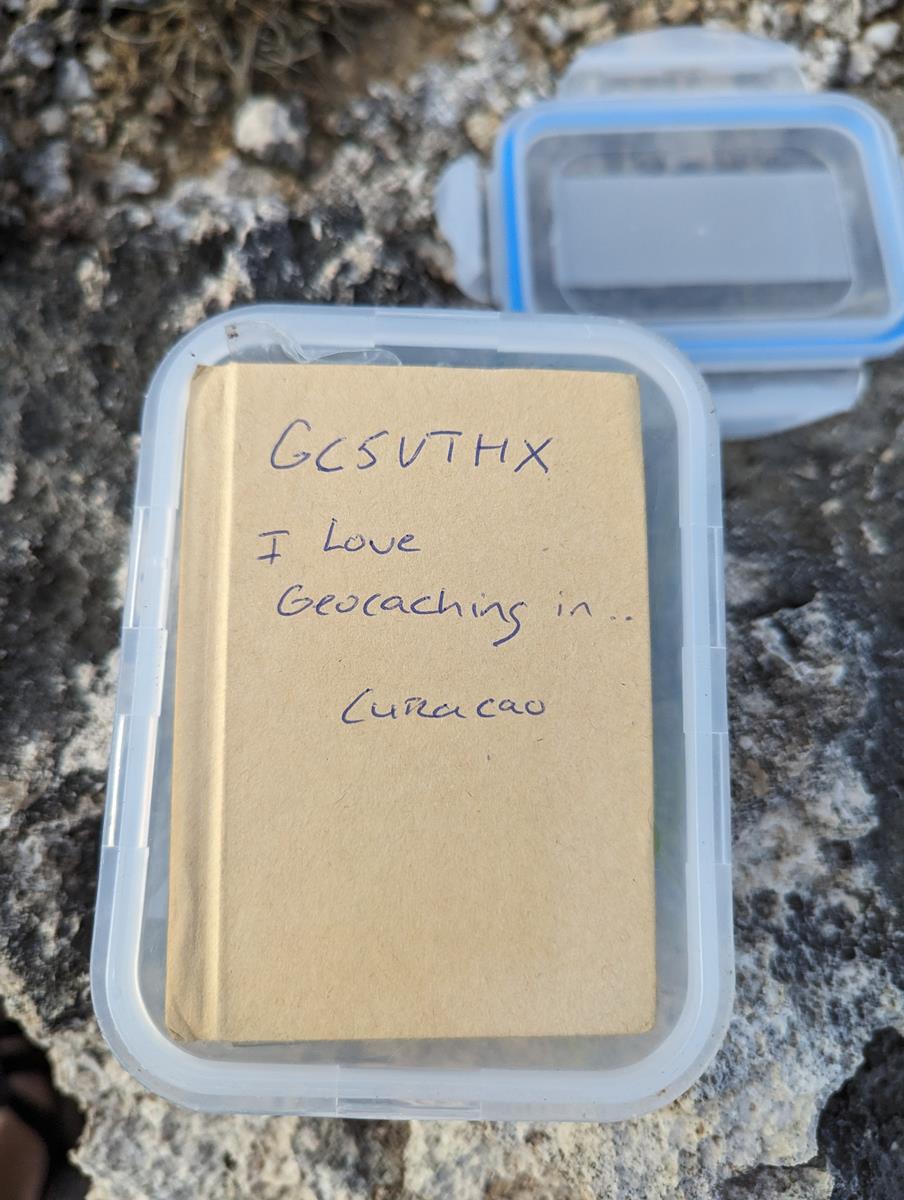 GC5VTHX
I Love
Geocaching in..
Curacao